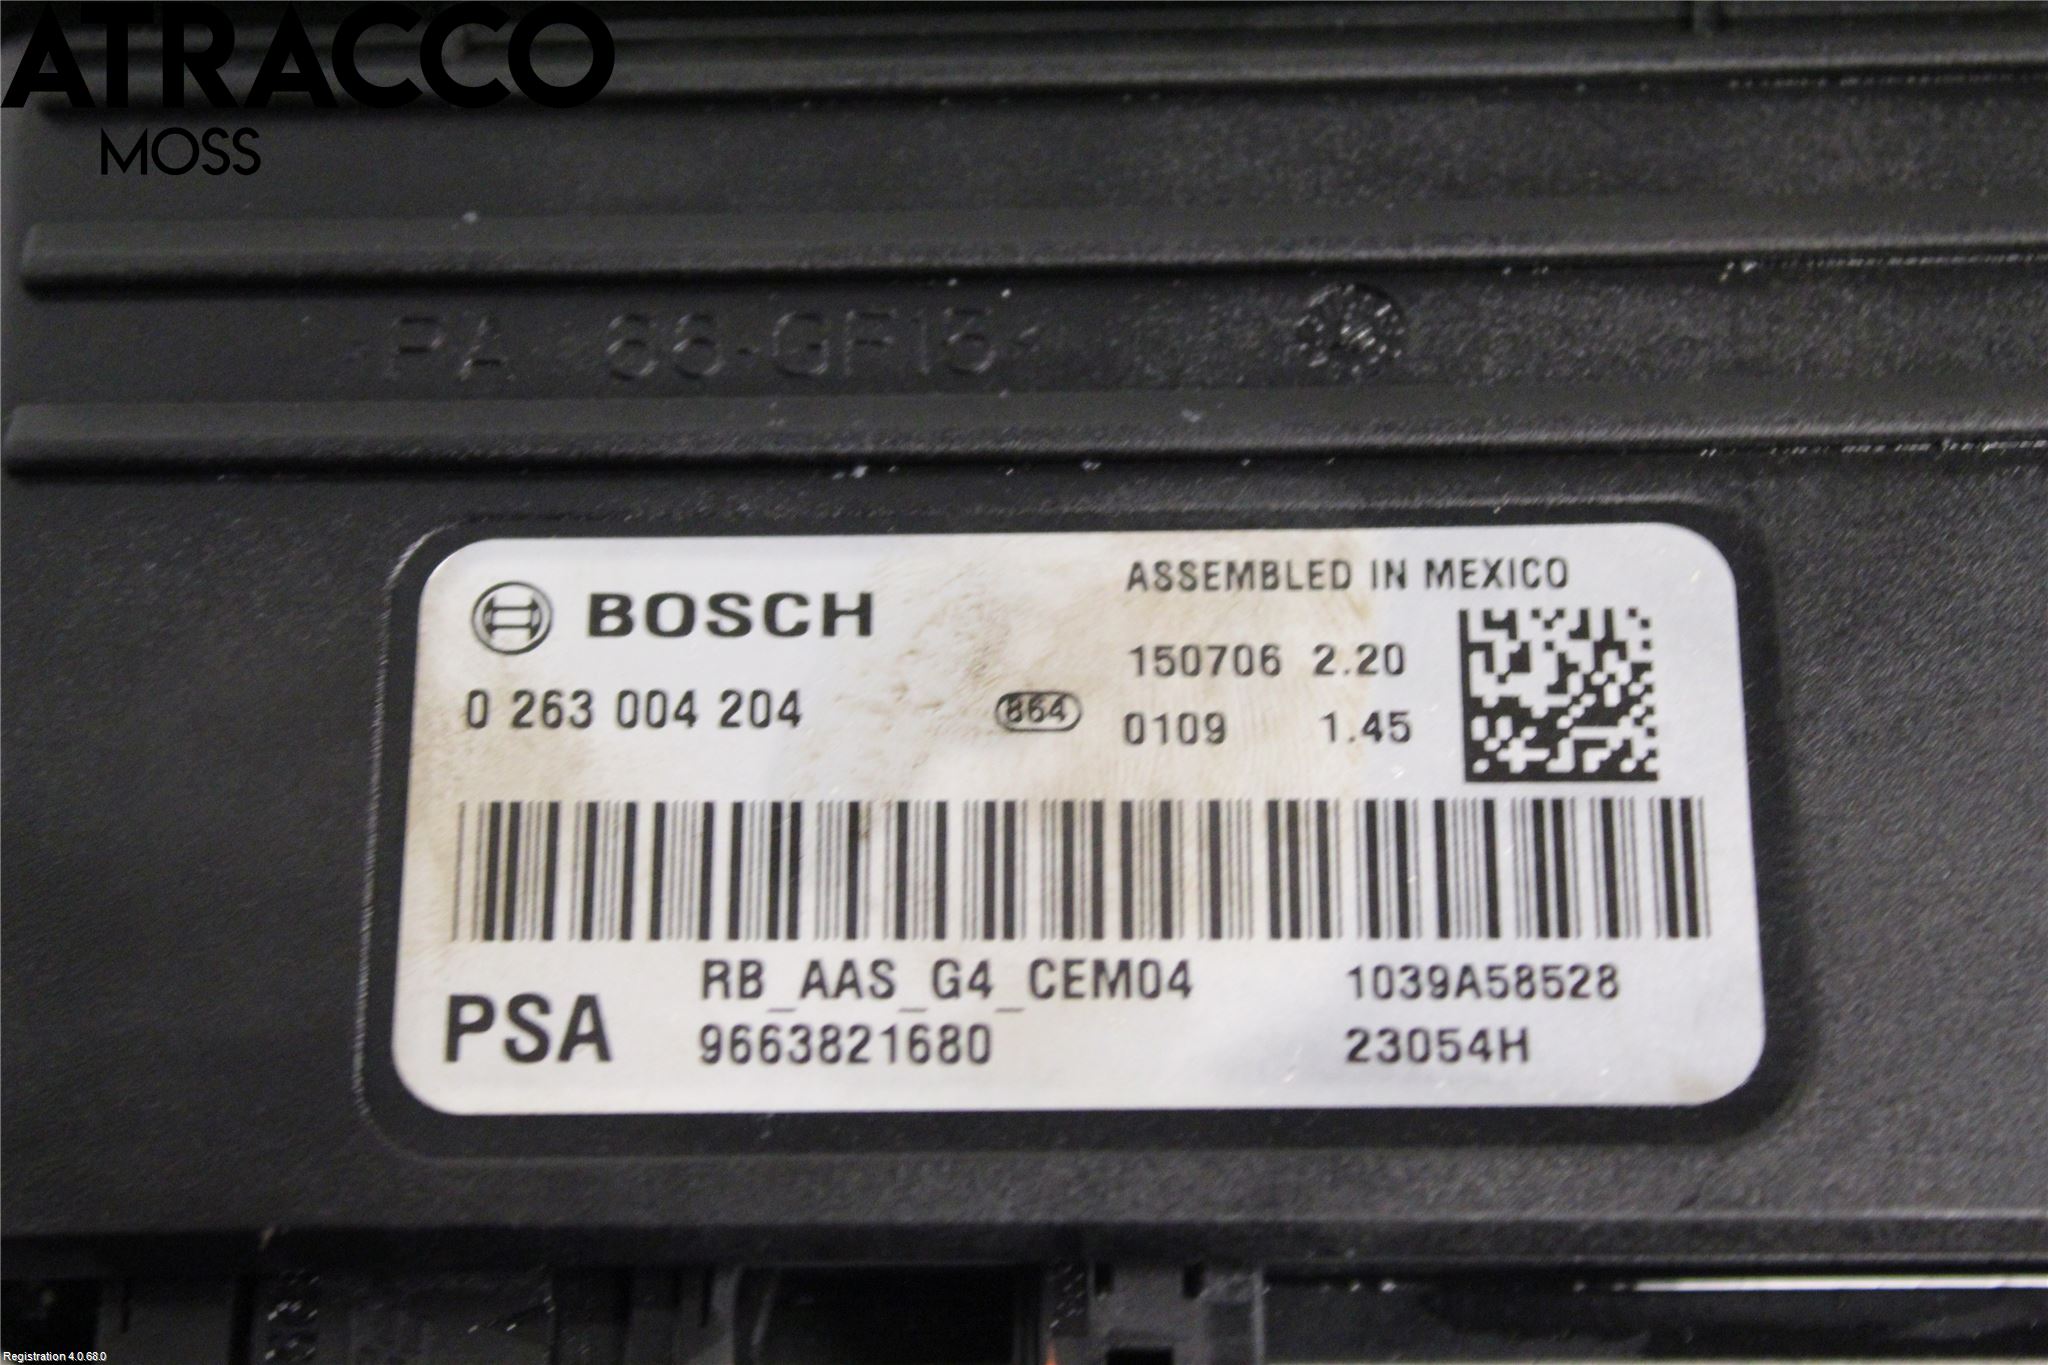 ATRACCO
MOSS
PA 66-GF15
ASSEMBLED IN MEXICO
BOSCH
150706 2.20
0 263 004 204
864
0109 1.45
RB_AAS_G4_CEM04
1039A58528
PSA
9663821680
23054H
Registration 4.0.68.0